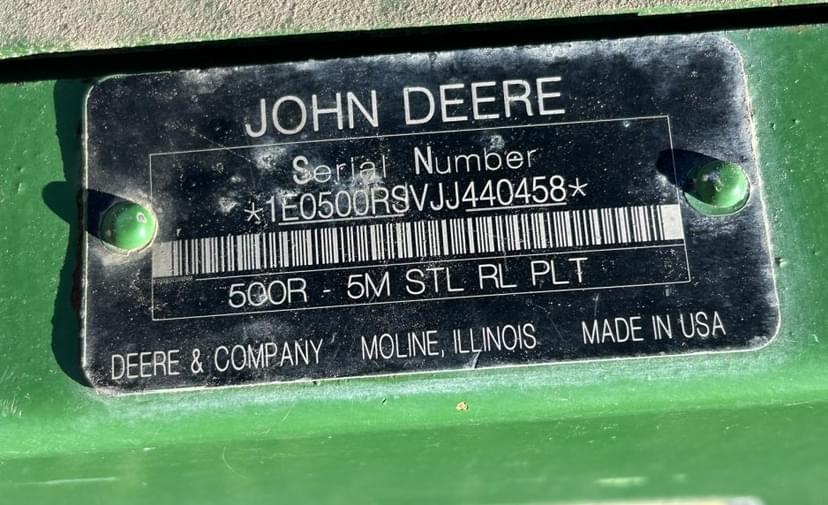 JOHN DEERE
Serial Number
*1E0500RSVJJ440458*
500R - 5M STL RL PLT
DEERE & COMPANY MOLINE, ILLINOIS MADE IN USA